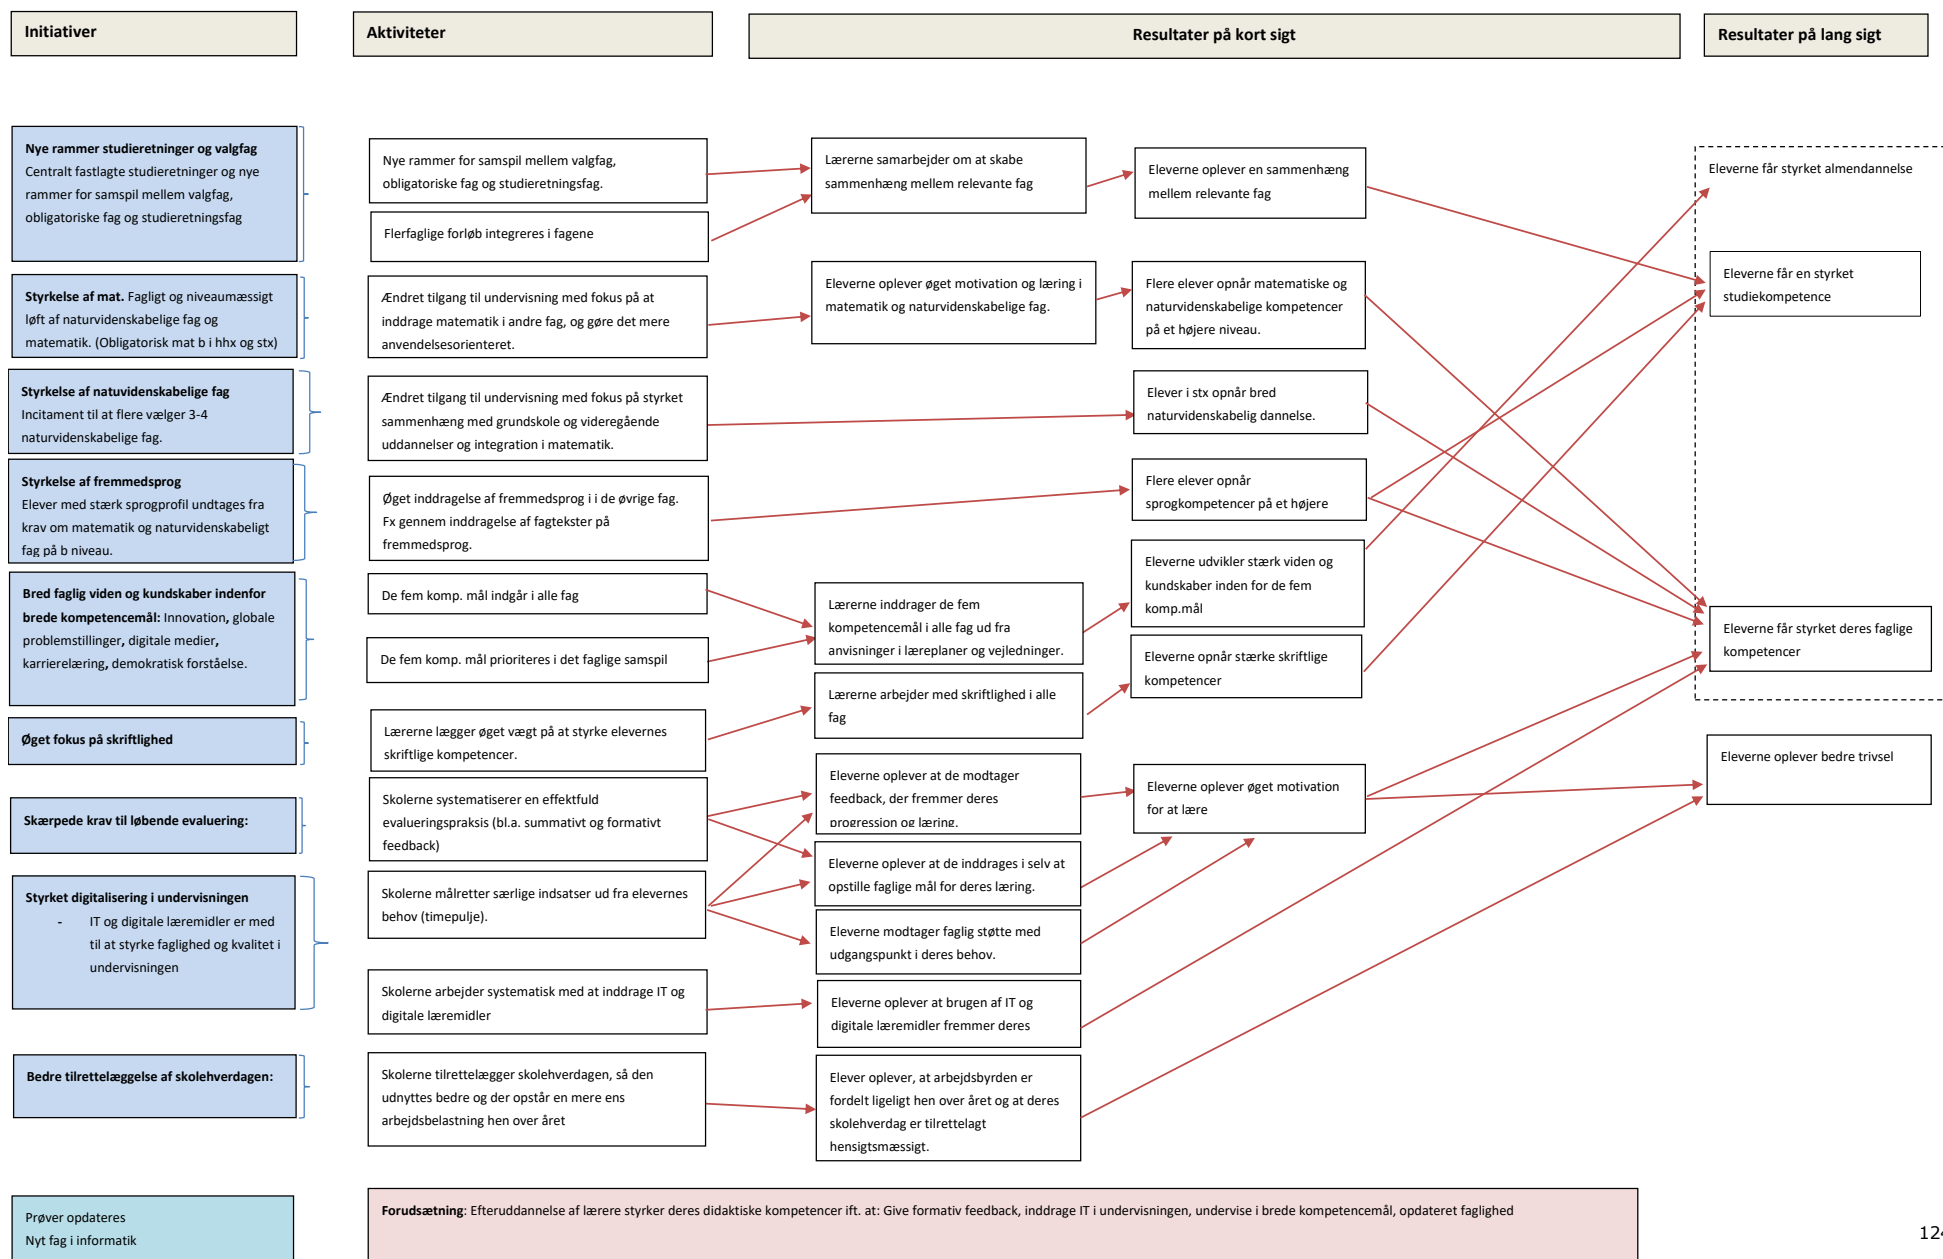 Initiativer
Aktiviteter
Resultater på kort sigt
Resultater på lang sigt
Nye rammer studieretninger og valgfag
Centralt fastlagte studieretninger og nye
rammer for samspil mellem valgfag,
obligatoriske fag og studieretningsfag
Styrkelse af mat. Fagligt og niveaumæssigt
løft af naturvidenskabelige fag og
matematik. (Obligatorisk mat b i hhx og stx)
Styrkelse af natuvidenskabelige fag
Incitament til at flere vælger 3-4
naturvidenskabelige fag.
Styrkelse af fremmedsprog
Elever med stærk sprogprofil undtages fra
krav om matematik og naturvidenskabeligt
fag på b niveau.
Bred faglig viden og kundskaber indenfor
brede kompetencemål: Innovation, globale
problemstillinger, digitale medier,
karrierelæring, demokratisk forståelse.
Øget fokus på skriftlighed
Skærpede krav til løbende evaluering:
Styrket digitalisering i undervisningen
- IT og digitale læremidler er med
til at styrke faglighed og kvalitet i
undervisningen
Bedre tilrettelæggelse af skolehverdagen:
Prøver opdateres
Nyt fag i informatik
Nye rammer for samspil mellem valgfag,
obligatoriske fag og studieretningsfag.
Flerfaglige forløb integreres i fagene
Ændret tilgang til undervisning med fokus på at
inddrage matematik i andre fag, og gøre det mere
anvendelsesorienteret.
Ændret tilgang til undervisning med fokus på styrket
sammenhæng med grundskole og videregående
uddannelser og integration i matematik.
Øget inddragelse af fremmedsprog i i de øvrige fag.
Fx gennem inddragelse af fagtekster på
fremmedsprog.
De fem komp. mål indgår i alle fag
De fem komp. mål prioriteres i det faglige samspil
Lærerne lægger øget vægt på at styrke elevernes
skriftlige kompetencer.
Skolerne systematiserer en effektfuld
evalueringspraksis (bl.a. summativt og formativt
feedback)
Skolerne målretter særlige indsatser ud fra elevernes
behov (timepulje).
Skolerne arbejder systematisk med at inddrage IT og
digitale læremidler
Skolerne tilrettelægger skolehverdagen, så den
udnyttes bedre og der opstår en mere ens
arbejdsbelastning hen over året
Lærerne samarbejder om at skabe
sammenhæng mellem relevante fag
Eleverne oplever øget motivation og læring i
matematik og naturvidenskabelige fag.
Lærerne inddrager de fem
kompetencemål i alle fag ud fra
anvisninger i læreplaner og vejledninger.
Lærerne arbejder med skriftlighed i alle
fag
Eleverne oplever at de modtager
feedback, der fremmer deres
progression og læring.
Eleverne oplever at de inddrages i selv at
opstille faglige mål for deres læring.
Eleverne modtager faglig støtte med
udgangspunkt i deres behov.
Eleverne oplever at brugen af IT og
digitale læremidler fremmer deres
Elever oplever, at arbejdsbyrden er
fordelt ligeligt hen over året og at deres
skolehverdag er tilrettelagt
hensigtsmæssigt.
Eleverne oplever en sammenhæng
mellem relevante fag
Flere elever opnår matematiske og
naturvidenskabelige kompetencer
på et højere niveau.
Elever i stx opnår bred
naturvidenskabelig dannelse.
Flere elever opnår
sprogkompetencer på et højere
Eleverne udvikler stærk viden og
kundskaber inden for de fem
komp.mål
Eleverne opnår stærke skriftlige
kompetencer
Eleverne oplever øget motivation
for at lære
Eleverne får styrket almendannelse
Eleverne får en styrket
studiekompetence
Eleverne får styrket deres faglige
kompetencer
Eleverne oplever bedre trivsel
Forudsætning: Efteruddannelse af lærere styrker deres didaktiske kompetencer ift. at: Give formativ feedback, inddrage IT i undervisningen, undervise i brede kompetencemål, opdateret faglighed
124